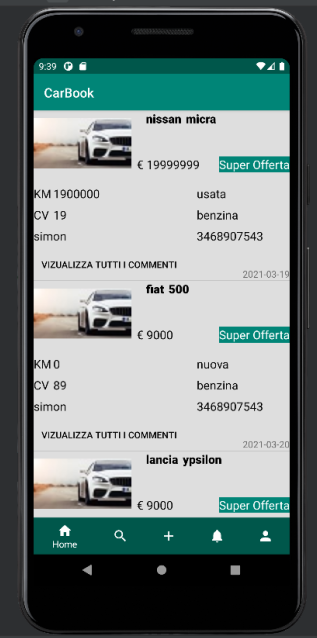 9:39
CarBook
nissan micra
€ 19999999 Super Offerta
KM 1900000 usata
CV 19 benzina
simon 3468907543
VIZUALIZZA TUTTI I COMMENTI
2021-03-19
fiat 500
€ 9000 Super Offerta
KM 0 nuova
CV 89 benzina
simon 3468907543
VIZUALIZZA TUTTI I COMMENTI
2021-03-20
lancia ypsilon
€ 9000 Super Offerta
Home